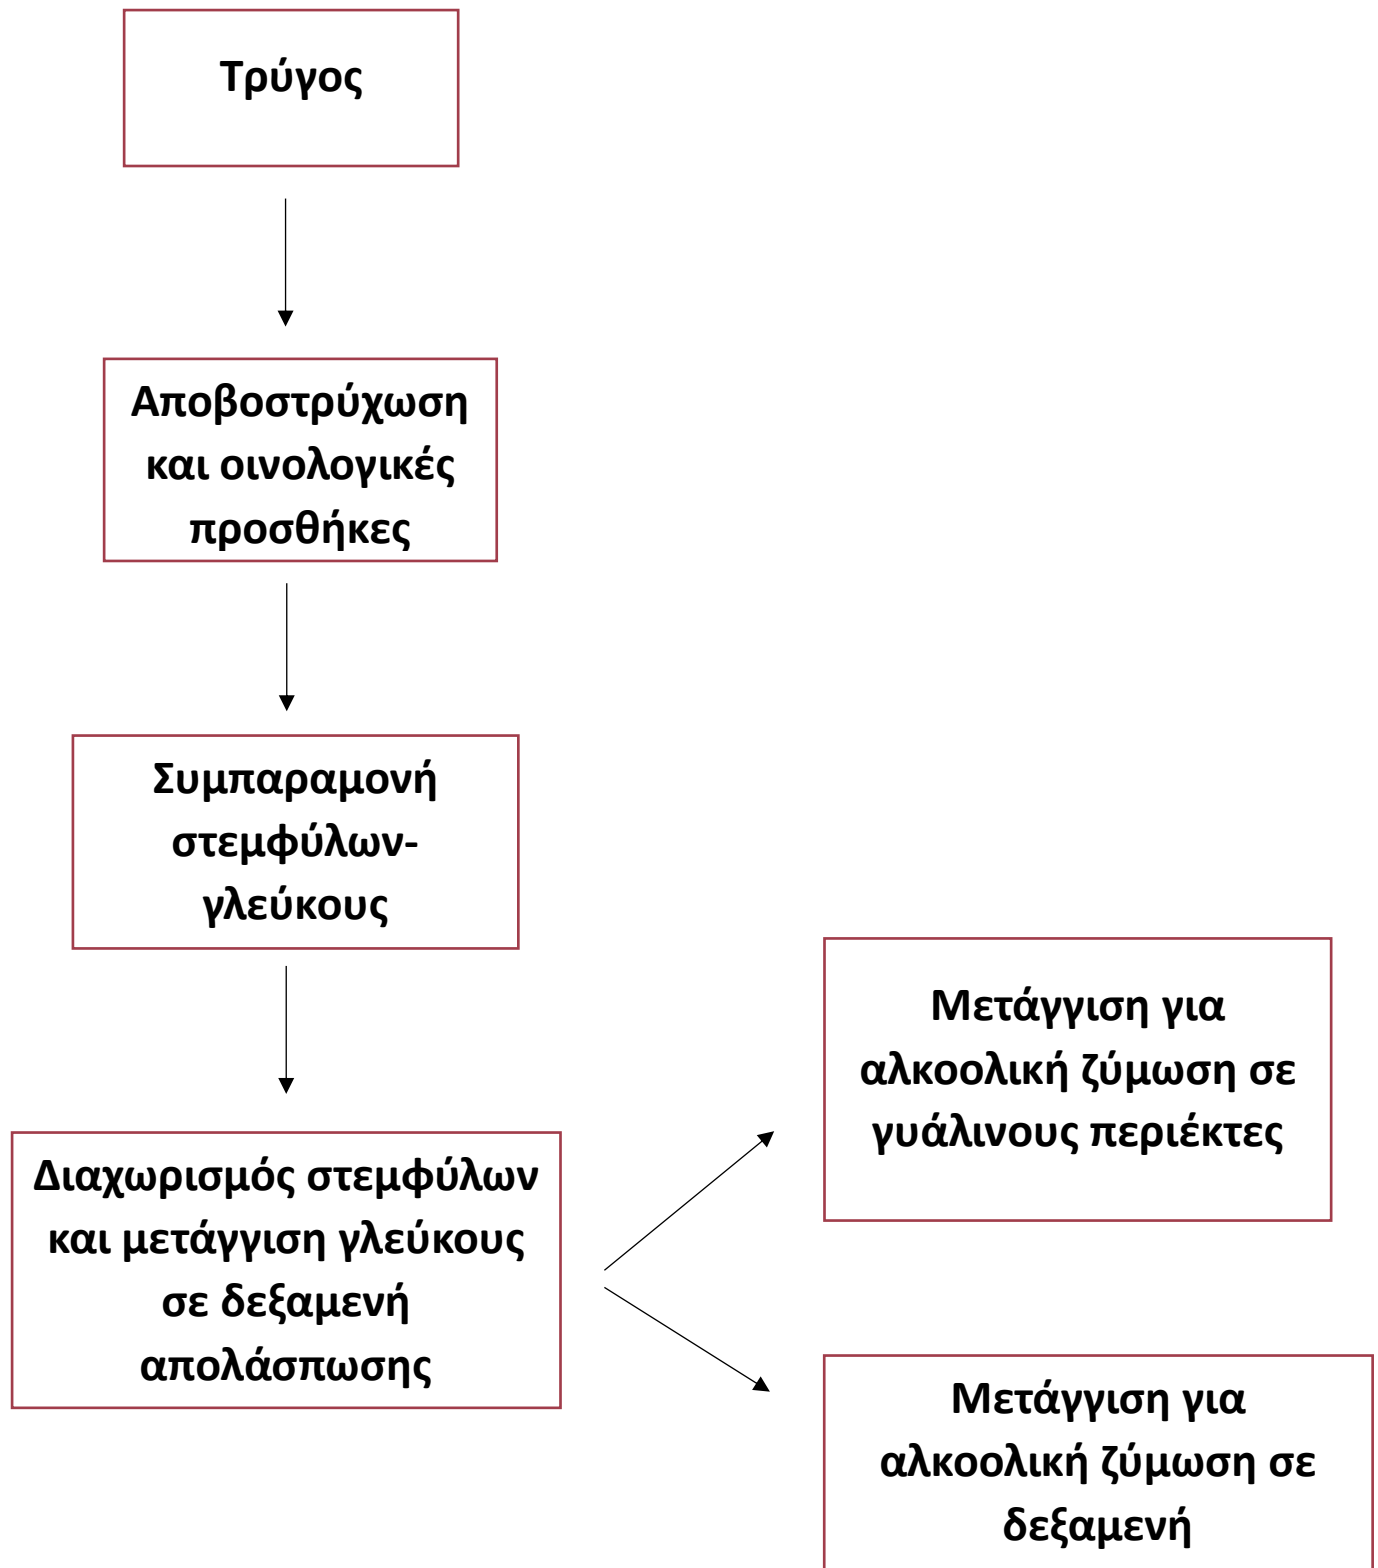 Τρύγος
Αποβοστρύχωση
και οινολογικές
προσθήκες
Συμπαραμονή
στεμφύλων-
γλεύκους
Διαχωρισμός στεμφύλων
και μετάγγιση γλεύκους
σε δεξαμενή
απολάσπωσης
Μετάγγιση για
αλκοολική ζύμωση σε
γυάλινους περιέκτες
Μετάγγιση για
αλκοολική ζύμωση σε
δεξαμενή